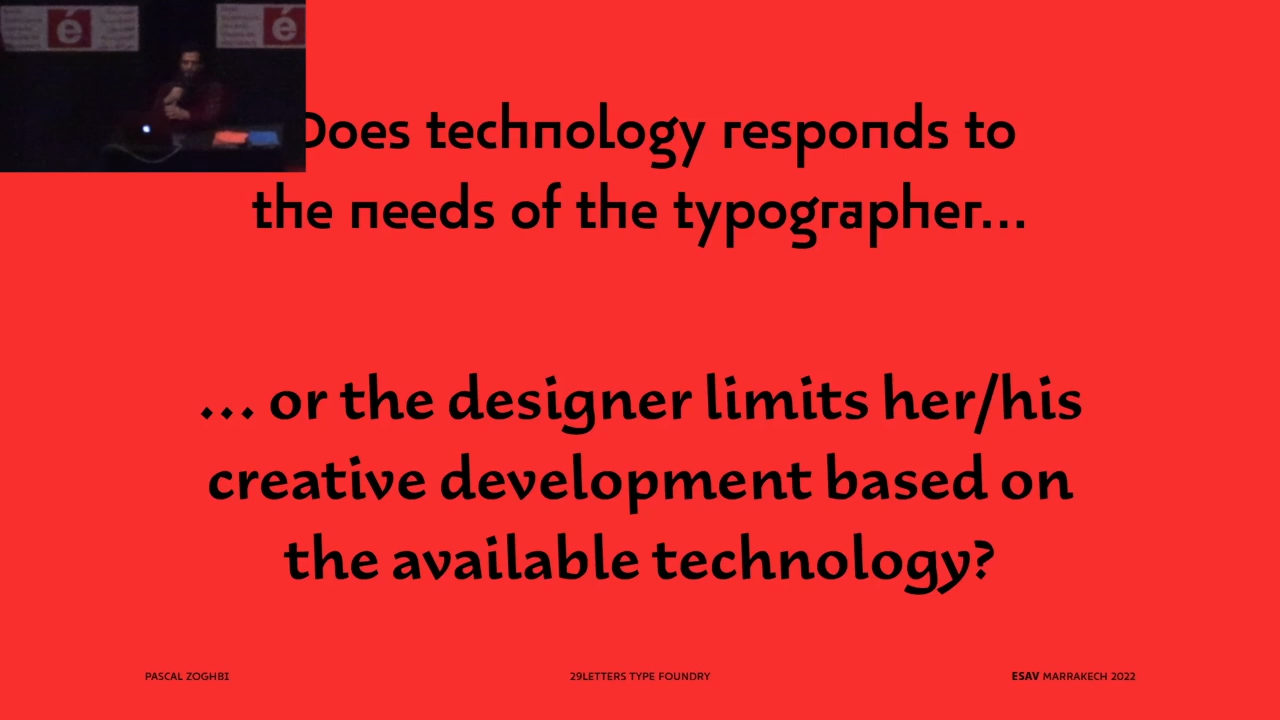 é
é
Does technology responds to
the needs of the typographer...
... or the designer limits her/his
creative development based on
the available technology?
PASCAL ZOGHBI
29LETTERS TYPE FOUNDRY
ESAV MARRAKECH 2022